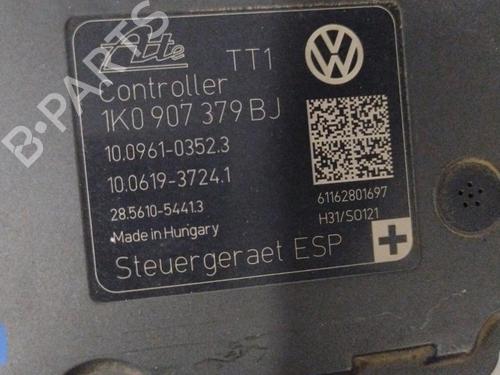 Ate TT1
Controller
1K0 907 379 BJ
10.0961-0352.3
10.0619-3724.1
28.5610-5441.3
61162801697
Made in Hungary
H31/S0121
Steuergeraet ESP
B·PARTS